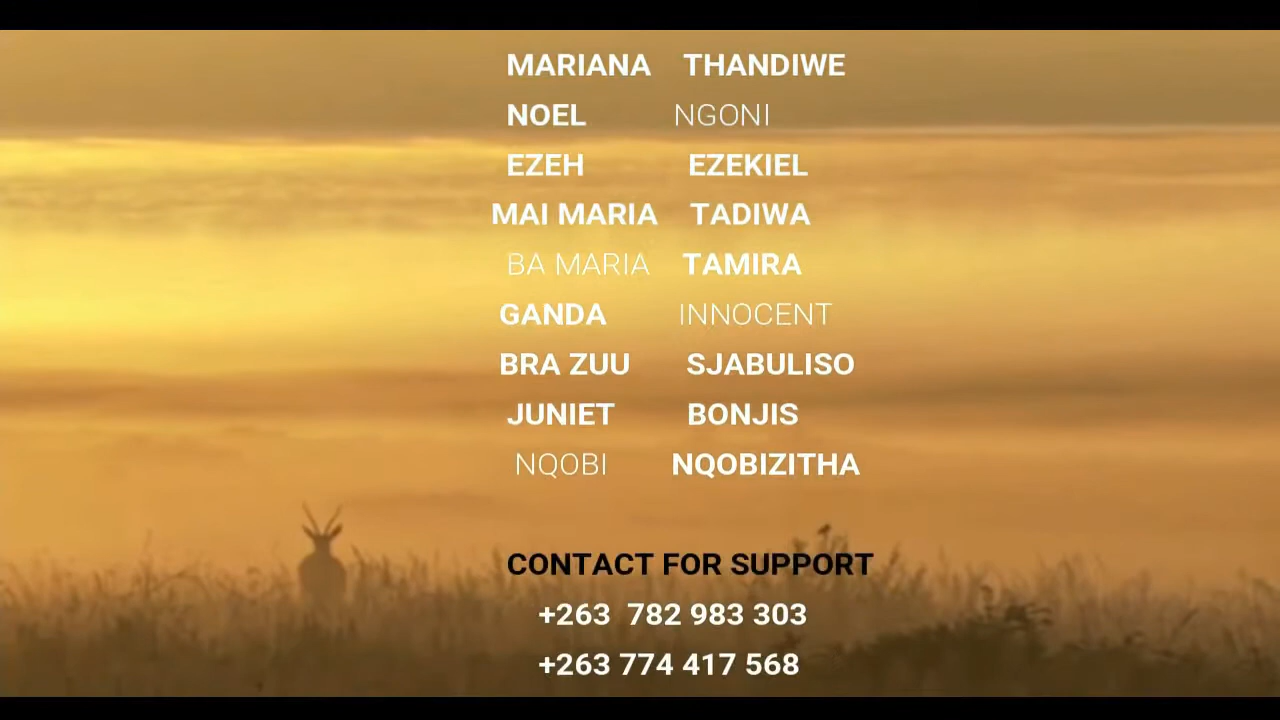 MARIANA THANDIWE
NOEL NGONI
EZEH EZEKIEL
MAI MARIA TADIWA
BA MARIA TAMIRA
GANDA INNOCENT
BRA ZUU SJABULISO
JUNIET BONJIS
NQOBI NQOBIZITHA
CONTACT FOR SUPPORT
+263 782 983 303
+263 774 417 568